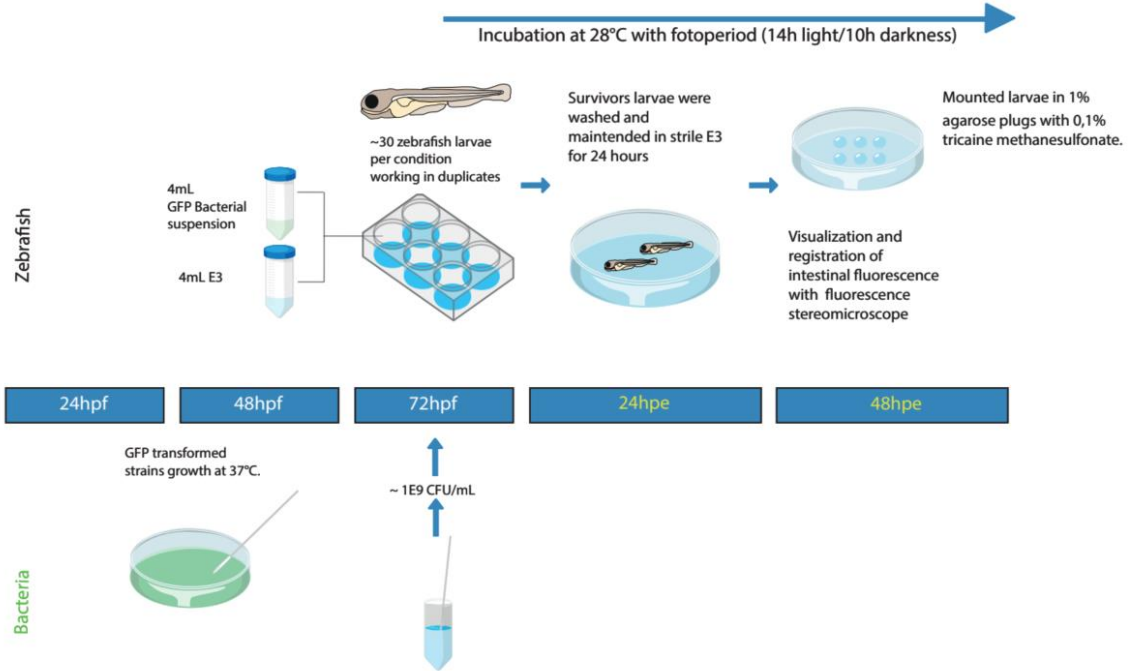 Incubation at 28°C with fotoperiod (14h light/10h darkness)
Zebrafish
4mL
GFP Bacterial
suspension
4mL E3
~30 zebrafish larvae
per condition
working in duplicates
Survivors larvae were
washed and
maintended in strile E3
for 24 hours
Mounted larvae in 1%
agarose plugs with 0,1%
tricaine methanesulfonate.
Visualization and
registration of
intestinal fluorescence
with fluorescence
stereomicroscope
24hpf
48hpf
72hpf
24hpe
48hpe
Bacteria
GFP transformed
strains growth at 37°C.
~ 1E9 CFU/mL